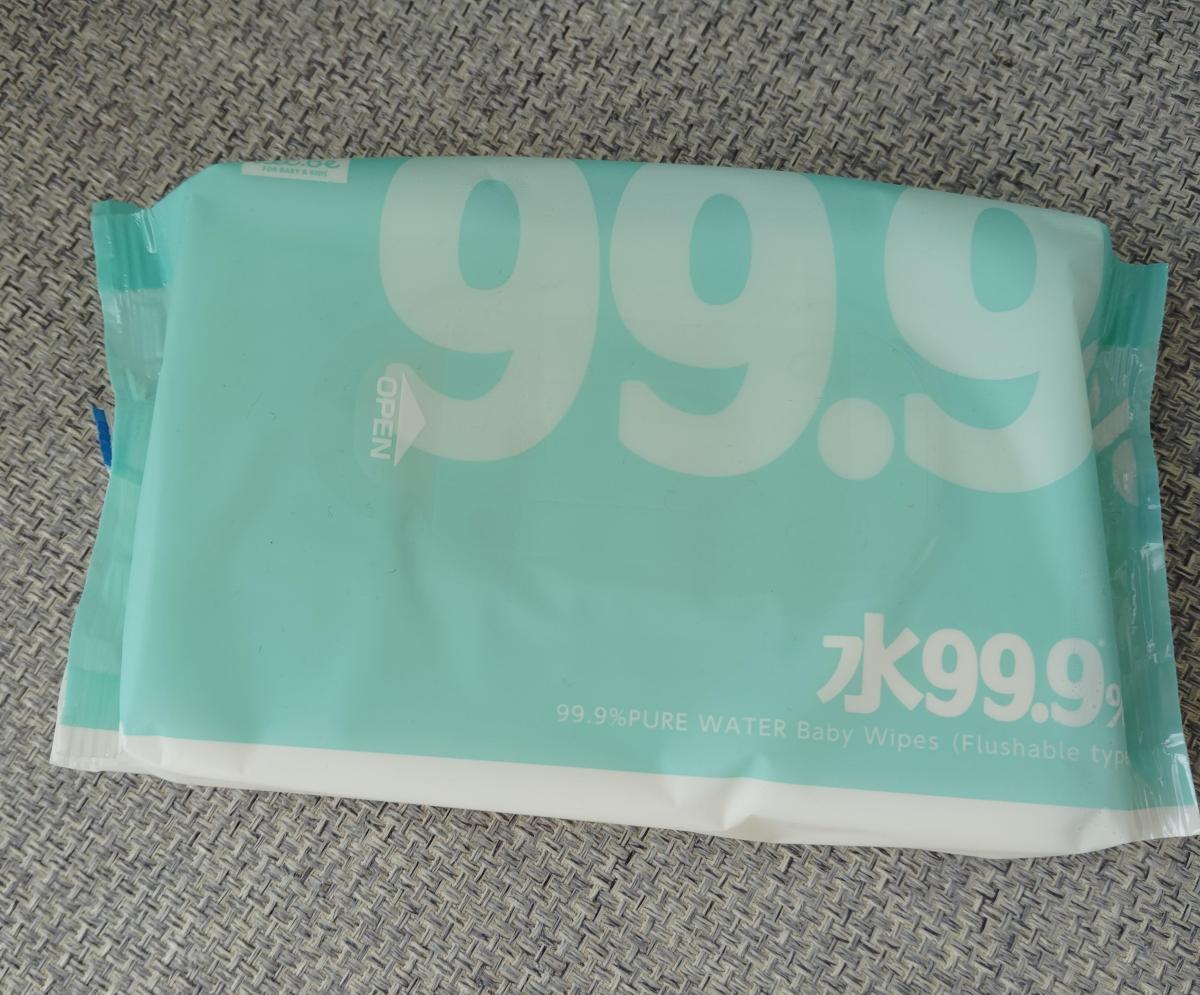 FOR BABY & KIDS
99.9%
OPEN
水99.9%
99.9%PURE WATER Baby Wipes (Flushable type